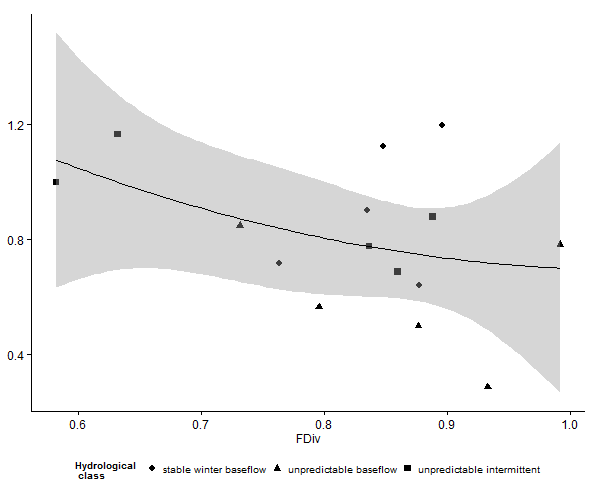 1.2
0.8
0.4
0.6 0.7 0.8 0.9 1.0
FDiv
Hydrological
class
stable winter baseflow unpredictable baseflow unpredictable intermittent